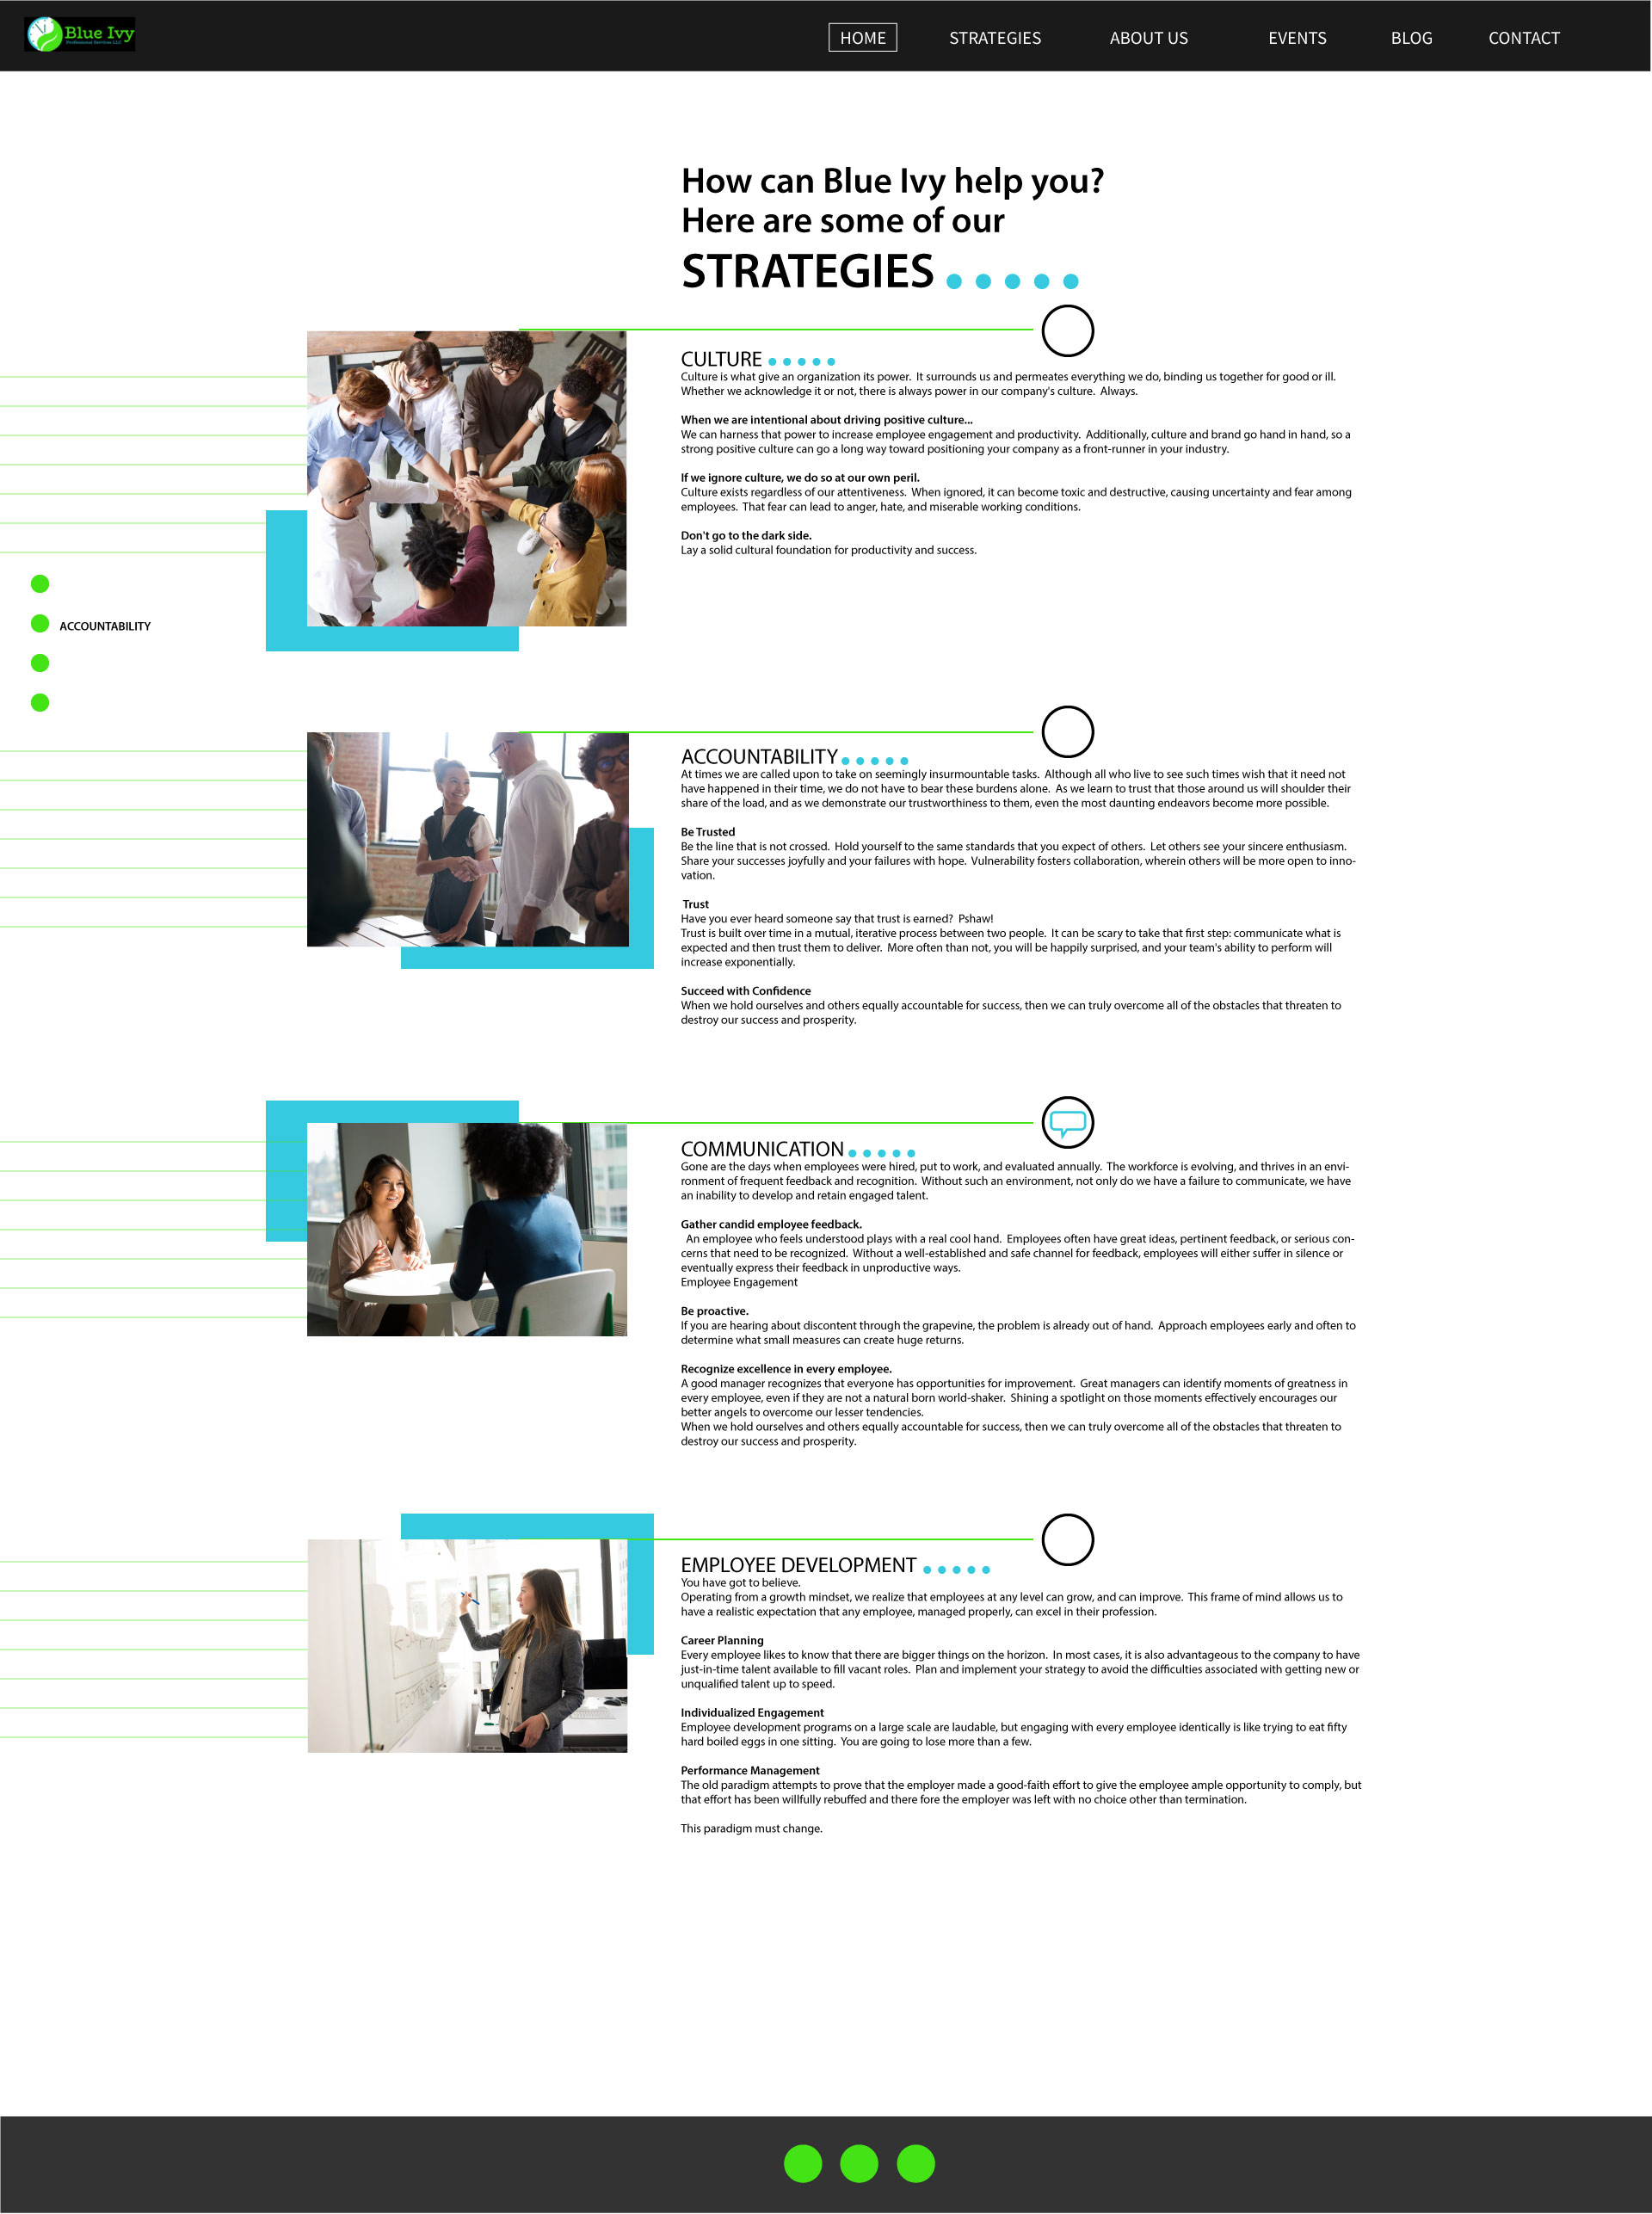 Blue Ivy
Professional Services LLC
HOME STRATEGIES ABOUT US EVENTS BLOG CONTACT
How can Blue Ivy help you?
Here are some of our
STRATEGIES
CULTURE
Culture is what give an organization its power. It surrounds us and permeates everything we do, binding us together for good or ill.
Whether we acknowledge it or not, there is always power in our company's culture. Always.
When we are intentional about driving positive culture...
We can harness that power to increase employee engagement and productivity. Additionally, culture and brand go hand in hand, so a
strong positive culture can go a long way toward positioning your company as a front-runner in your industry.
If we ignore culture, we do so at our own peril.
Culture exists regardless of our attentiveness. When ignored, it can become toxic and destructive, causing uncertainty and fear among
employees. That fear can lead to anger, hate, and miserable working conditions.
Don't go to the dark side.
Lay a solid cultural foundation for productivity and success.
ACCOUNTABILITY
ACCOUNTABILITY
At times we are called upon to take on seemingly insurmountable tasks. Although all who live to see such times wish that it need not
have happened in their time, we do not have to bear these burdens alone. As we learn to trust that those around us will shoulder their
share of the load, and as we demonstrate our trustworthiness to them, even the most daunting endeavors become more possible.
Be Trusted
Be the line that is not crossed. Hold yourself to the same standards that you expect of others. Let others see your sincere enthusiasm.
Share your successes joyfully and your failures with hope. Vulnerability fosters collaboration, wherein others will be more open to inno-
vation.
Trust
Have you ever heard someone say that trust is earned? Pshaw!
Trust is built over time in a mutual, iterative process between two people. It can be scary to take that first step: communicate what is
expected and then trust them to deliver. More often than not, you will be happily surprised, and your team's ability to perform will
increase exponentially.
Succeed with Confidence
When we hold ourselves and others equally accountable for success, then we can truly overcome all of the obstacles that threaten to
destroy our success and prosperity.
COMMUNICATION
Gone are the days when employees were hired, put to work, and evaluated annually. The workforce is evolving, and thrives in an envi-
ronment of frequent feedback and recognition. Without such an environment, not only do we have a failure to communicate, we have
an inability to develop and retain engaged talent.
Gather candid employee feedback.
An employee who feels understood plays with a real cool hand. Employees often have great ideas, pertinent feedback, or serious con-
cerns that need to be recognized. Without a well-established and safe channel for feedback, employees will either suffer in silence or
eventually express their feedback in unproductive ways.
Employee Engagement
Be proactive.
If you are hearing about discontent through the grapevine, the problem is already out of hand. Approach employees early and often to
determine what small measures can create huge returns.
Recognize excellence in every employee.
A good manager recognizes that everyone has opportunities for improvement. Great managers can identify moments of greatness in
every employee, even if they are not a natural born world-shaker. Shining a spotlight on those moments effectively encourages our
better angels to overcome our lesser tendencies.
When we hold ourselves and others equally accountable for success, then we can truly overcome all of the obstacles that threaten to
destroy our success and prosperity.
EMPLOYEE DEVELOPMENT
You have got to believe.
Operating from a growth mindset, we realize that employees at any level can grow, and can improve. This frame of mind allows us to
have a realistic expectation that any employee, managed properly, can excel in their profession.
Career Planning
Every employee likes to know that there are bigger things on the horizon. In most cases, it is also advantageous to the company to have
just-in-time talent available to fill vacant roles. Plan and implement your strategy to avoid the difficulties associated with getting new or
unqualified talent up to speed.
Individualized Engagement
Employee development programs on a large scale are laudable, but engaging with every employee identically is like trying to eat fifty
hard boiled eggs in one sitting. You are going to lose more than a few.
Performance Management
The old paradigm attempts to prove that the employer made a good-faith effort to give the employee ample opportunity to comply, but
that effort has been willfully rebuffed and there fore the employer was left with no choice other than termination.
This paradigm must change.